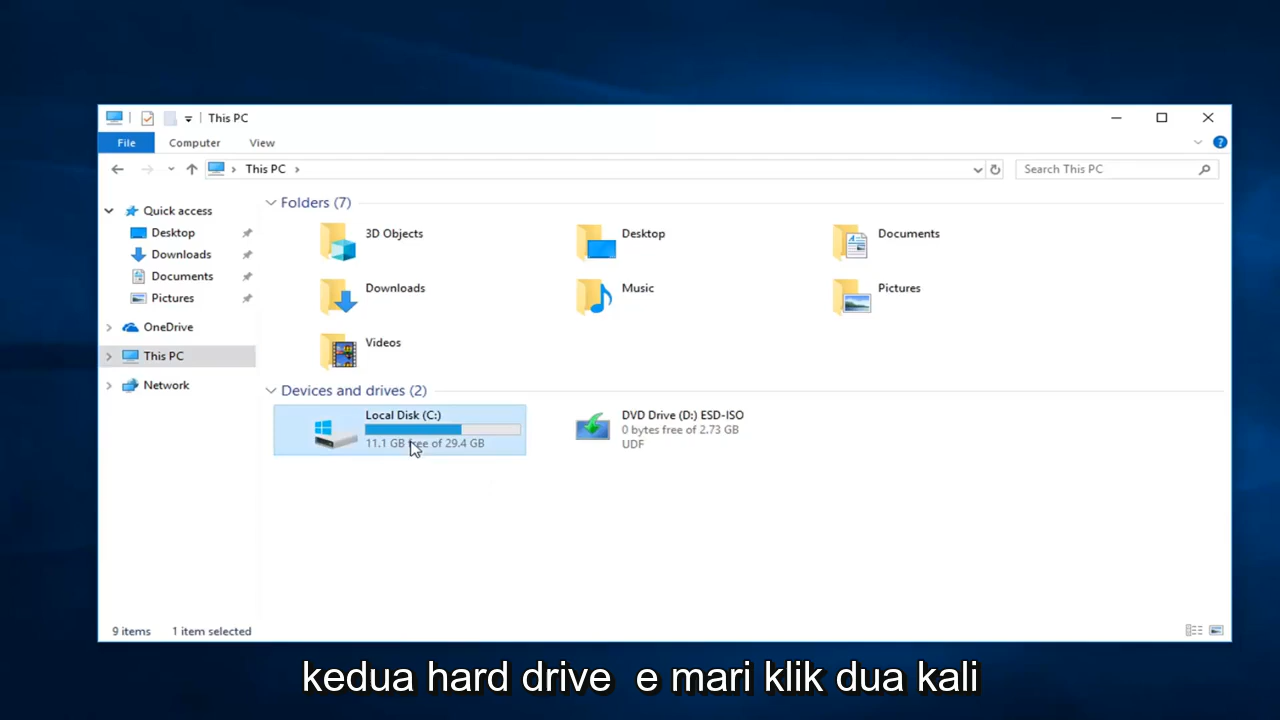 This PC
File Computer View
This PC
Search This PC
Quick access
Desktop
Downloads
Documents
Pictures
OneDrive
This PC
Network
Folders (7)
3D Objects
Desktop
Documents
Downloads
Music
Pictures
Videos
Devices and drives (2)
Local Disk (C:)
11.1 GB free of 29.4 GB
DVD Drive (D:) ESD-ISO
0 bytes free of 2.73 GB
UDF
9 items 1 item selected
kedua hard drive e mari klik dua kali